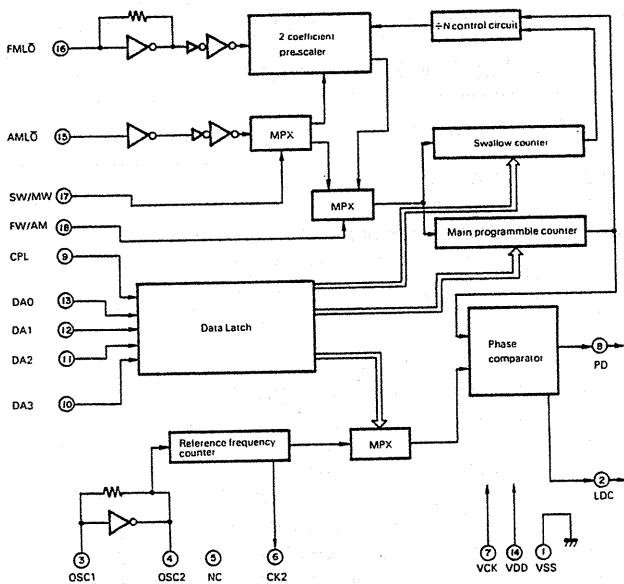 FMLŌ 16
2 coefficient
prescaler
÷N control circuit
AMLŌ 15
MPX
Swallow counter
SW/MW 17
MPX
FW/AM 18
Main programmble counter
CPL 9
DA0 13
DA1 12
DA2 11
DA3 10
Data Latch
Phase
comparator
8
PD
Reference frequency
counter
MPX
2
LDC
3
OSC1
4
OSC2
5
NC
6
CK2
7
VCK
14
VDD
1
VSS